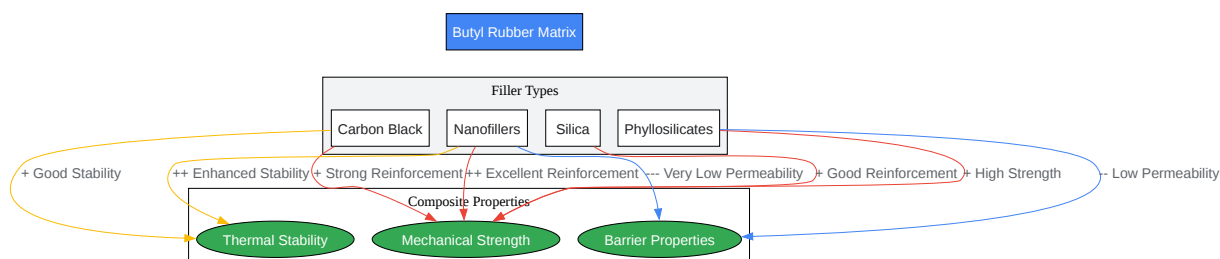 Butyl Rubber Matrix
Filler Types
Carbon Black
Nanofillers
Silica
Phyllosilicates
+ Good Stability
++ Enhanced Stability
+ Strong Reinforcement
++ Excellent Reinforcement
--- Very Low Permeability
+ Good Reinforcement
+ High Strength
-- Low Permeability
Composite Properties
Thermal Stability
Mechanical Strength
Barrier Properties